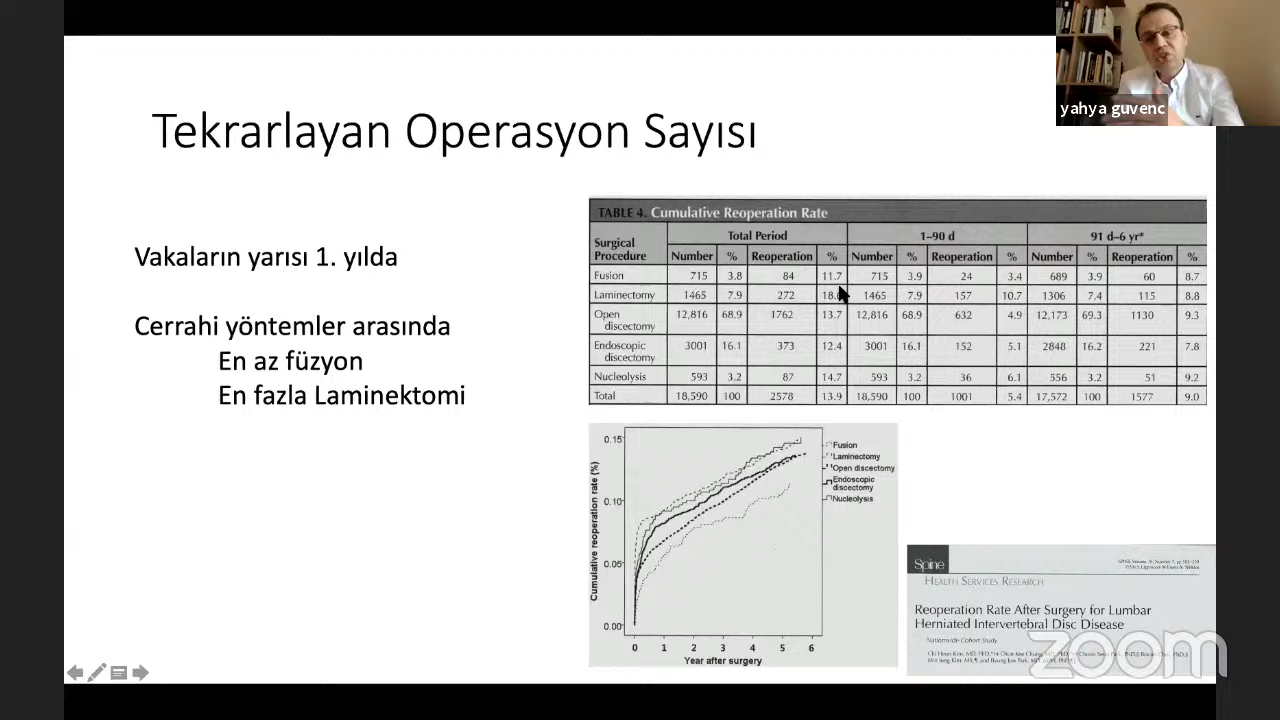 yahya guvenc
Tekrarlayan Operasyon Sayısı
Vakaların yarısı 1. yılda
Cerrahi yöntemler arasında
En az füzyon
En fazla Laminektomi
TABLE 4. Cumulative Reoperation Rate
Surgical Procedure Total Period 1–90 d 91 d–6 yr*
Number % Reoperation % Number % Reoperation % Number % Reoperation %
Fusion 715 3.8 84 11.7 715 3.9 24 3.4 689 3.9 60 8.7
Laminectomy 1465 7.9 272 1465 7.9 157 10.7 1306 7.4 115 8.8
Open discectomy 12,816 68.9 1762 13.7 12,816 68.9 632 4.9 12,173 69.3 1130 9.3
Endoscopic discectomy 3001 16.1 373 12.4 3001 16.1 152 5.1 2848 16.2 221 7.8
Nucleolysis 593 3.2 87 14.7 593 3.2 36 6.1 556 3.2 51 9.2
Total 18,590 100 2578 13.9 18,590 100 1001 5.4 17,572 100 1577 9.0
Cumulative reoperation rate (%)
0.15
0.10
0.05
0.00
0 1 2 3 4 5 6
Year after surgery
Fusion
Laminectomy
Open discectomy
Endoscopic
discectomy
Nucleolysis
Spine
HEALTH SERVICES RESEARCH
Reoperation Rate After Surgery for Lumbar
Herniated Intervertebral Disc Disease
Nationwide Cohort Study
zoom